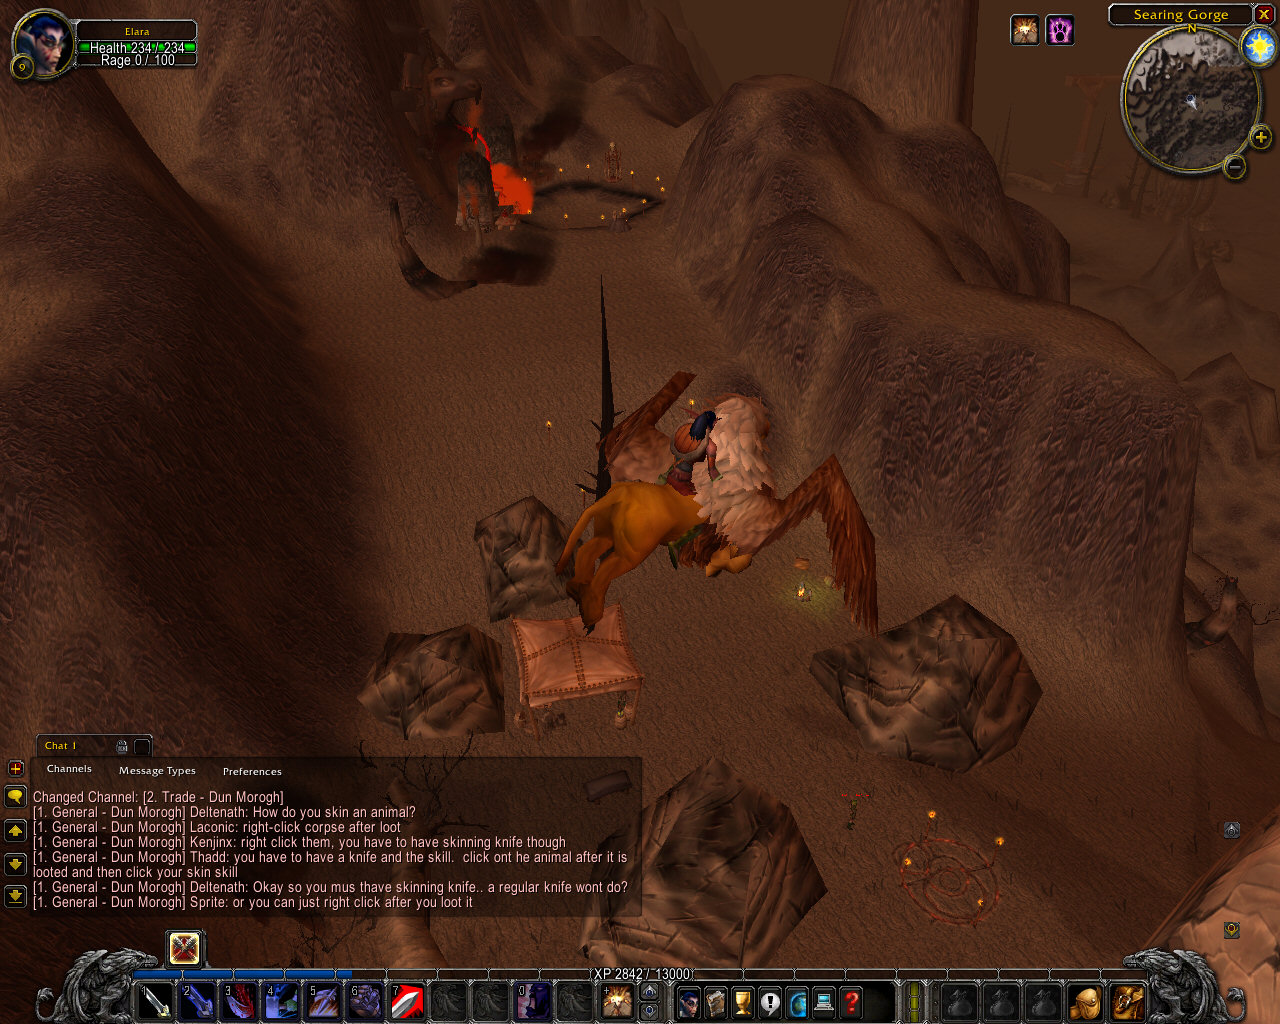 Elara
Health 234 / 234
Rage 0 / 100
9
Searing Gorge
N
Chat 1
Channels
Message Types
Preferences
Changed Channel: [2. Trade - Dun Morogh]
[1. General - Dun Morogh] Deltenath: How do you skin an animal?
[1. General - Dun Morogh] Laconic: right-click corpse after loot
[1. General - Dun Morogh] Kenjinx: right click them, you have to have skinning knife though
[1. General - Dun Morogh] Thadd: you have to have a knife and the skill.  click ont he animal after it is
looted and then click your skin skill
[1. General - Dun Morogh] Deltenath: Okay so you mus thave skinning knife.. a regular knife wont do?
[1. General - Dun Morogh] Sprite: or you can just right click after you loot it
XP 2842 / 13000
1 2 3 4 5 6 7 0 +